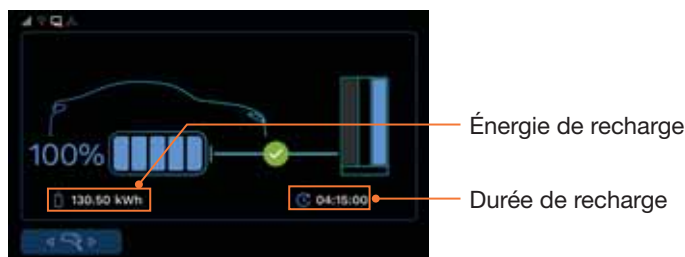 Énergie de recharge
100%
130.50 kWh
04:15:00
Durée de recharge